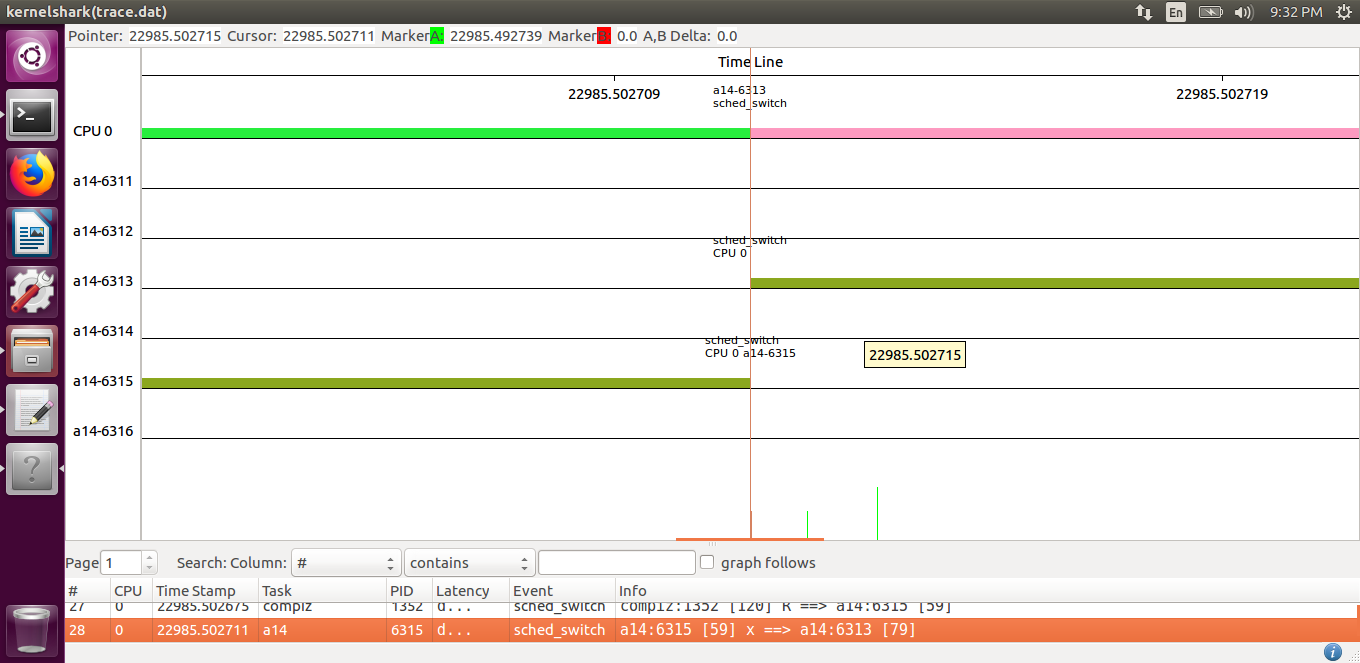 kernelshark(trace.dat) En 9:32 PM
Pointer: 22985.502715 Cursor: 22985.502711 Marker A: 22985.492739 Marker B: 0.0 A,B Delta: 0.0
Time Line
22985.502709 22985.502719
a14-6313
sched_switch
CPU 0
a14-6311
a14-6312
sched_switch
CPU 0
a14-6313
a14-6314
sched_switch
CPU 0 a14-6315
22985.502715
a14-6315
a14-6316
Page 1 Search: Column: # contains graph follows
# CPU Time Stamp Task PID Latency Event Info
27 0 22985.502675 compiz 1352 d... sched_switch compiz:1352 [120] R ==> a14:6315 [59]
28 0 22985.502711 a14 6315 d... sched_switch a14:6315 [59] x ==> a14:6313 [79]